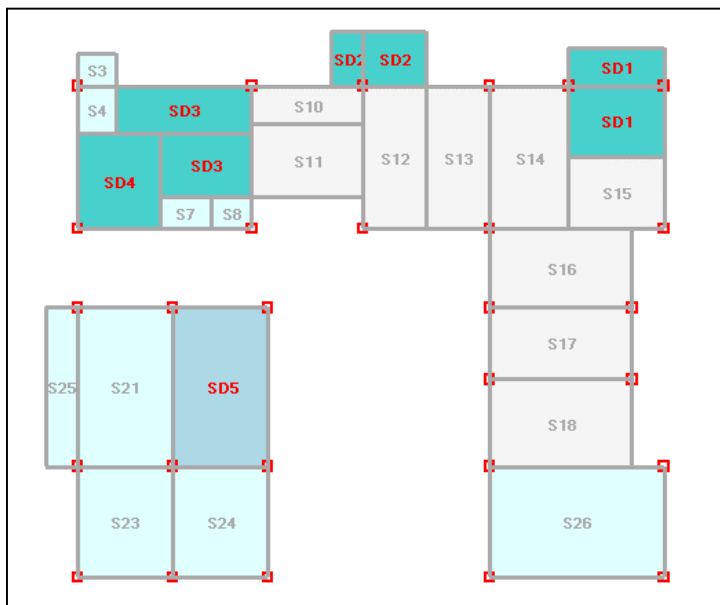 SD2 SD2
S3 SD1
S4 SD3 S10 SD1
S11 S12 S13 S14
SD4 SD3 S15
S7 S8
S16
S17
S25 S21 SD5
S18
S23 S24 S26